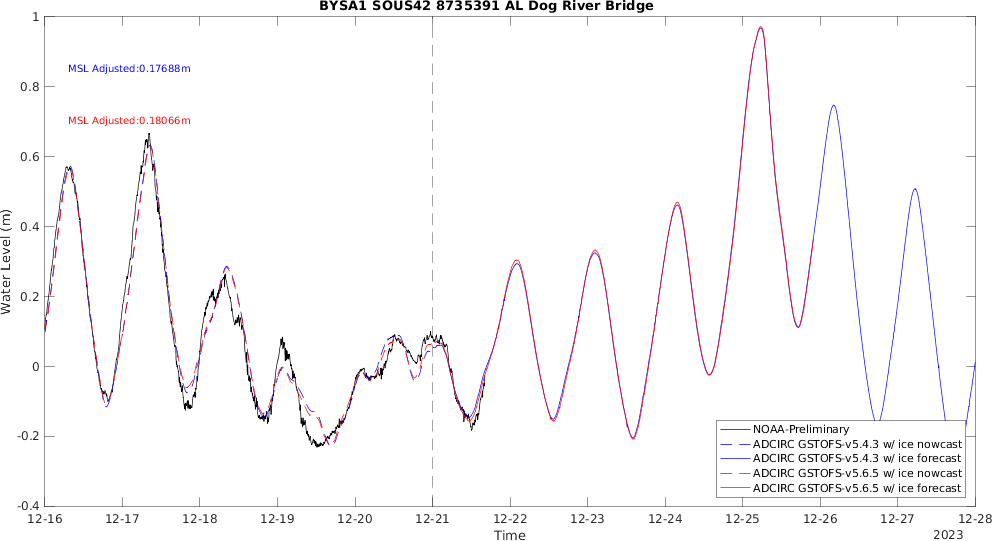 BYSA1 SOUS42 8735391 AL Dog River Bridge
MSL Adjusted:0.17688m
MSL Adjusted:0.18066m
Water Level (m)
1
0.8
0.6
0.4
0.2
0
-0.2
-0.4
NOAA-Preliminary
ADCIRC GSTOFS-v5.4.3 w/ ice nowcast
ADCIRC GSTOFS-v5.4.3 w/ ice forecast
ADCIRC GSTOFS-v5.6.5 w/ ice nowcast
ADCIRC GSTOFS-v5.6.5 w/ ice forecast
12-16 12-17 12-18 12-19 12-20 12-21 12-22 12-23 12-24 12-25 12-26 12-27 12-28
Time
2023